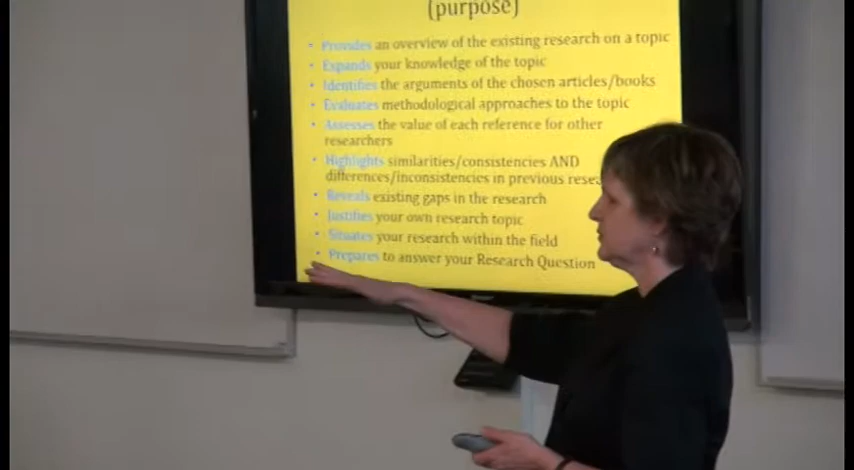 (purpose)
Provides an overview of the existing research on a topic
Expands your knowledge of the topic
Identifies the arguments of the chosen articles/books
Evaluates methodological approaches to the topic
Assesses the value of each reference for other
researchers
Highlights similarities/consistencies AND
differences/inconsistencies in previous rese
Reveals existing gaps in the research
Justifies your own research topic
Situates your research within the field
Prepares to answer your Research Question